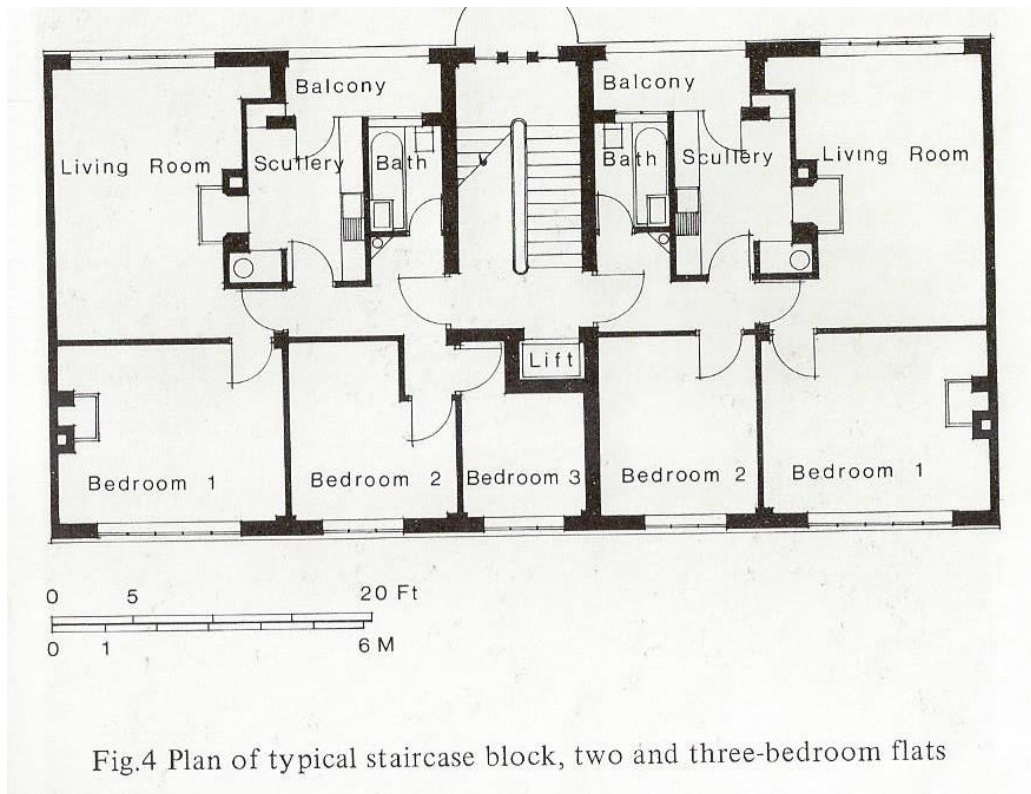 Balcony
Balcony
Living Room
Scullery
Bath
Bath
Scullery
Living Room
Lift
Bedroom 1
Bedroom 2
Bedroom 3
Bedroom 2
Bedroom 1
0 5 20 Ft
0 1 6 M
Fig.4 Plan of typical staircase block, two and three-bedroom flats